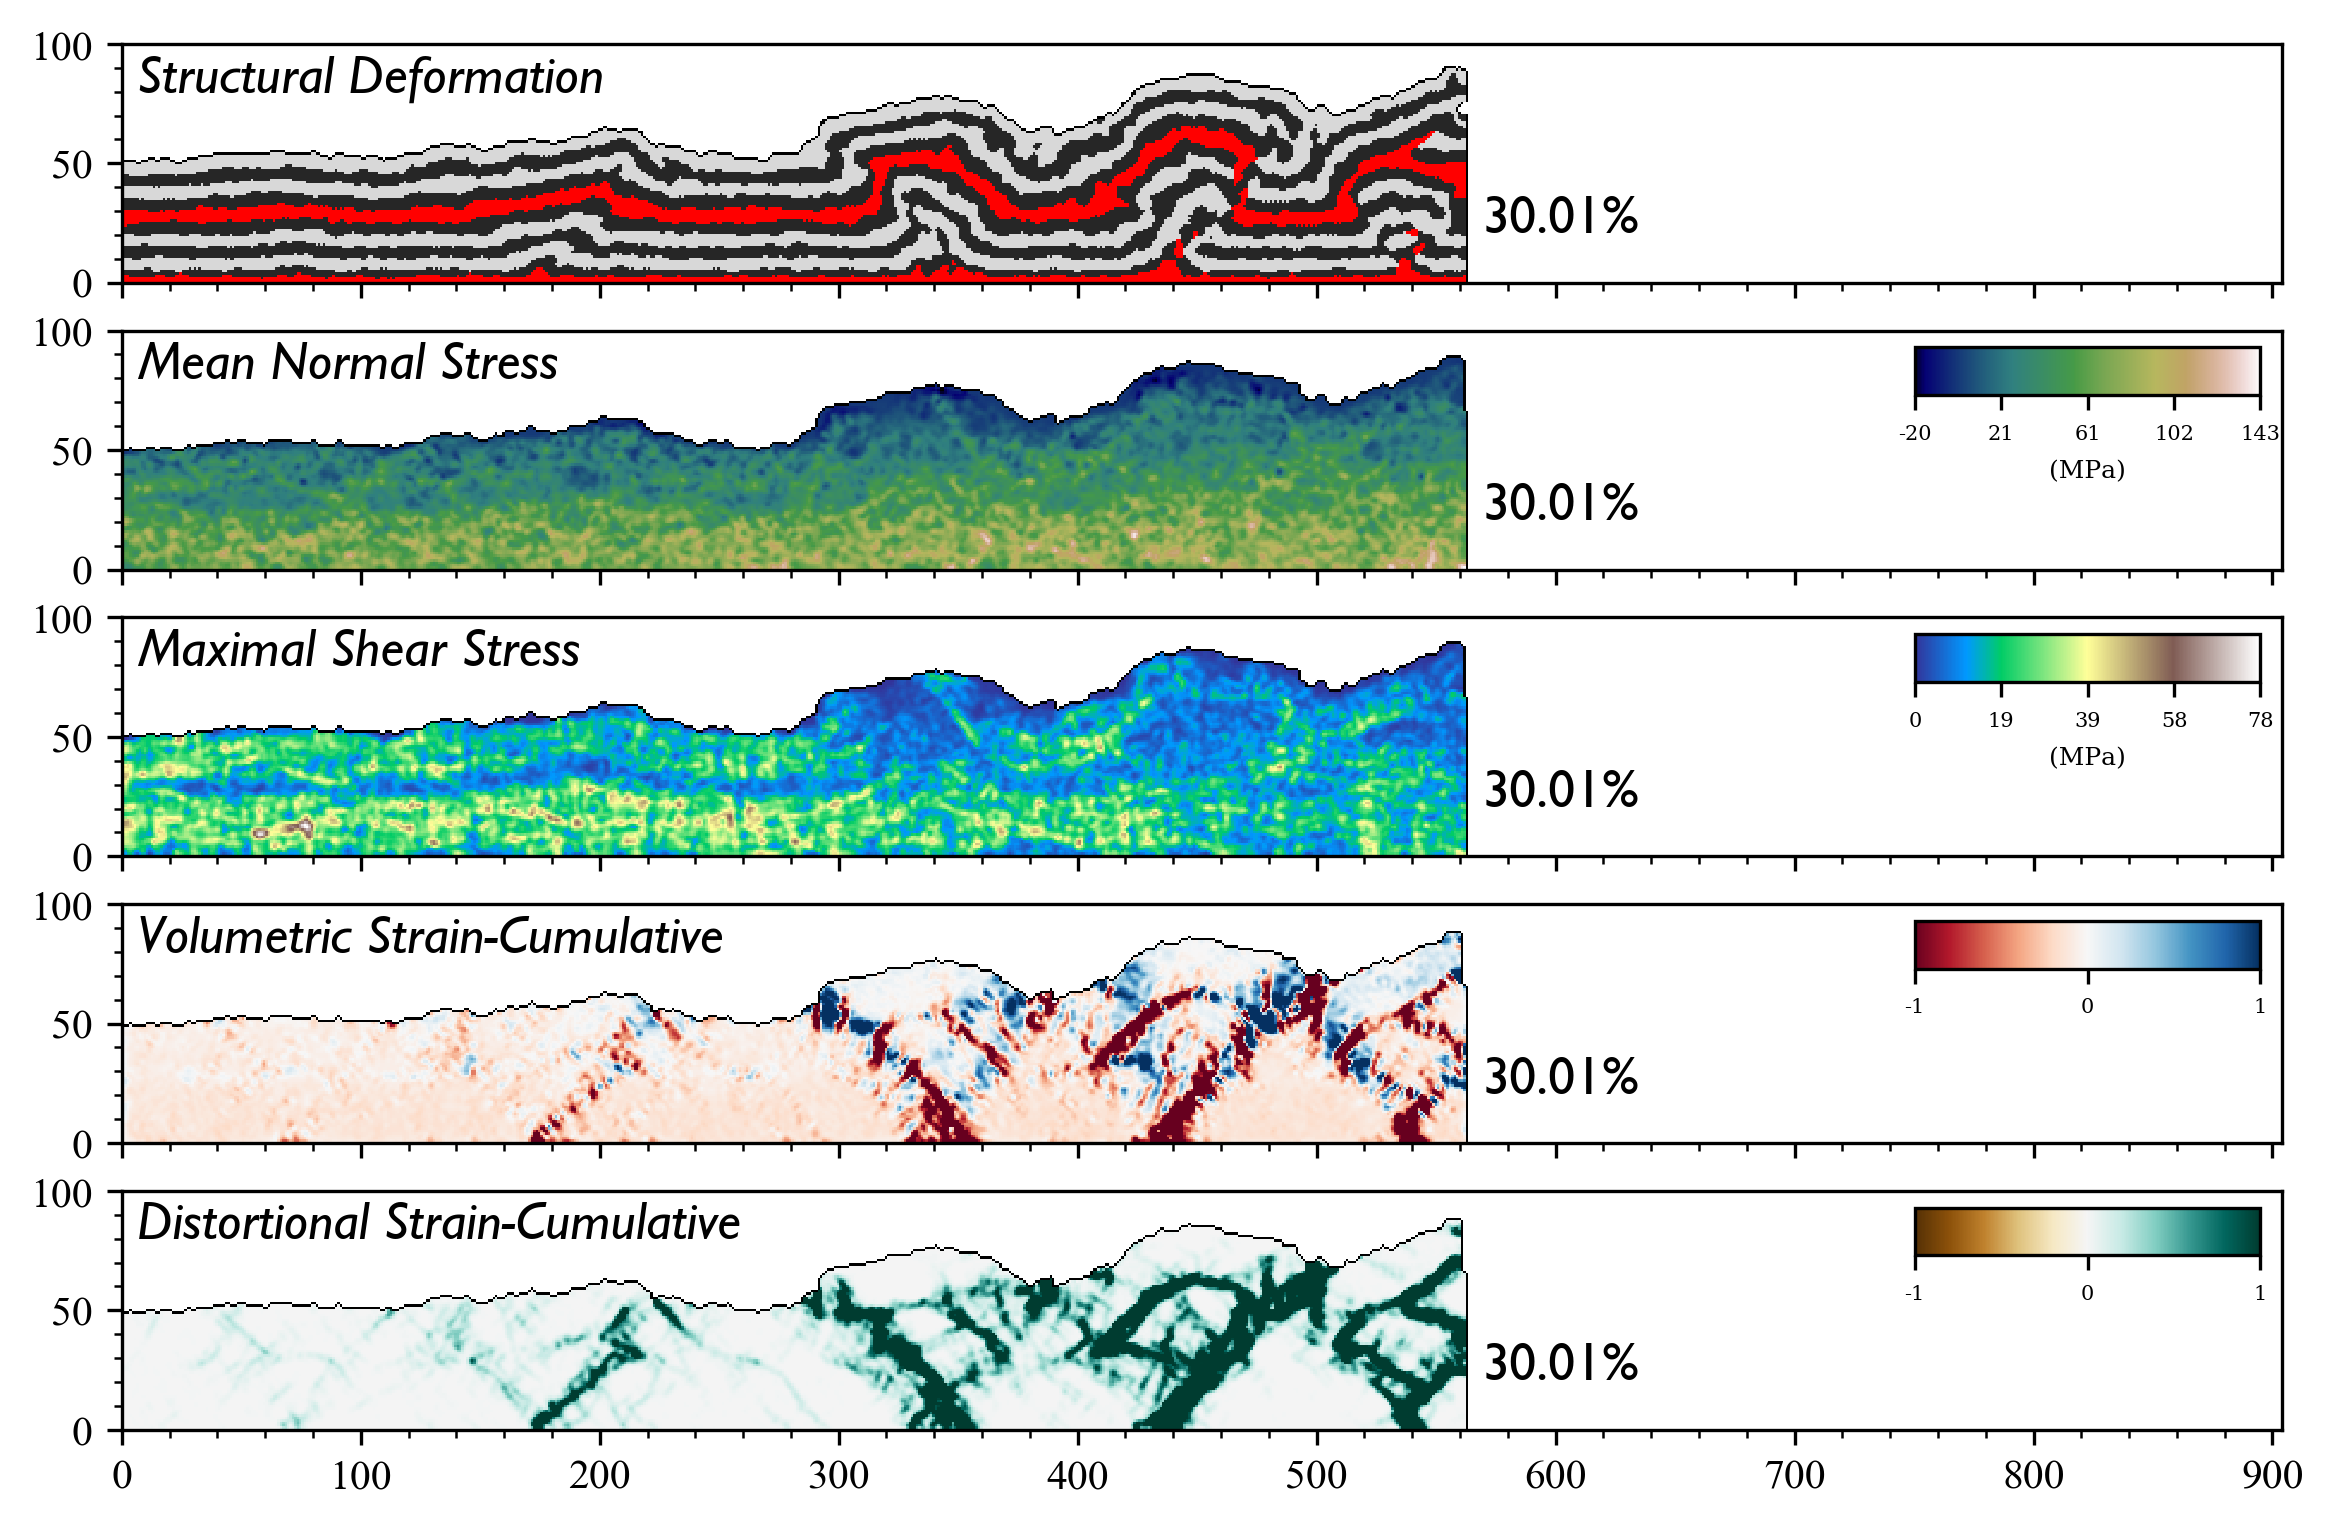 100
Structural Deformation
50
30.01%
0
100
Mean Normal Stress
-20 21 61 102 143
50
(MPa)
30.01%
0
100
Maximal Shear Stress
0 19 39 58 78
50
(MPa)
30.01%
0
100
Volumetric Strain-Cumulative
-1 0 1
50
30.01%
0
100
Distortional Strain-Cumulative
-1 0 1
50
30.01%
0
0 100 200 300 400 500 600 700 800 900